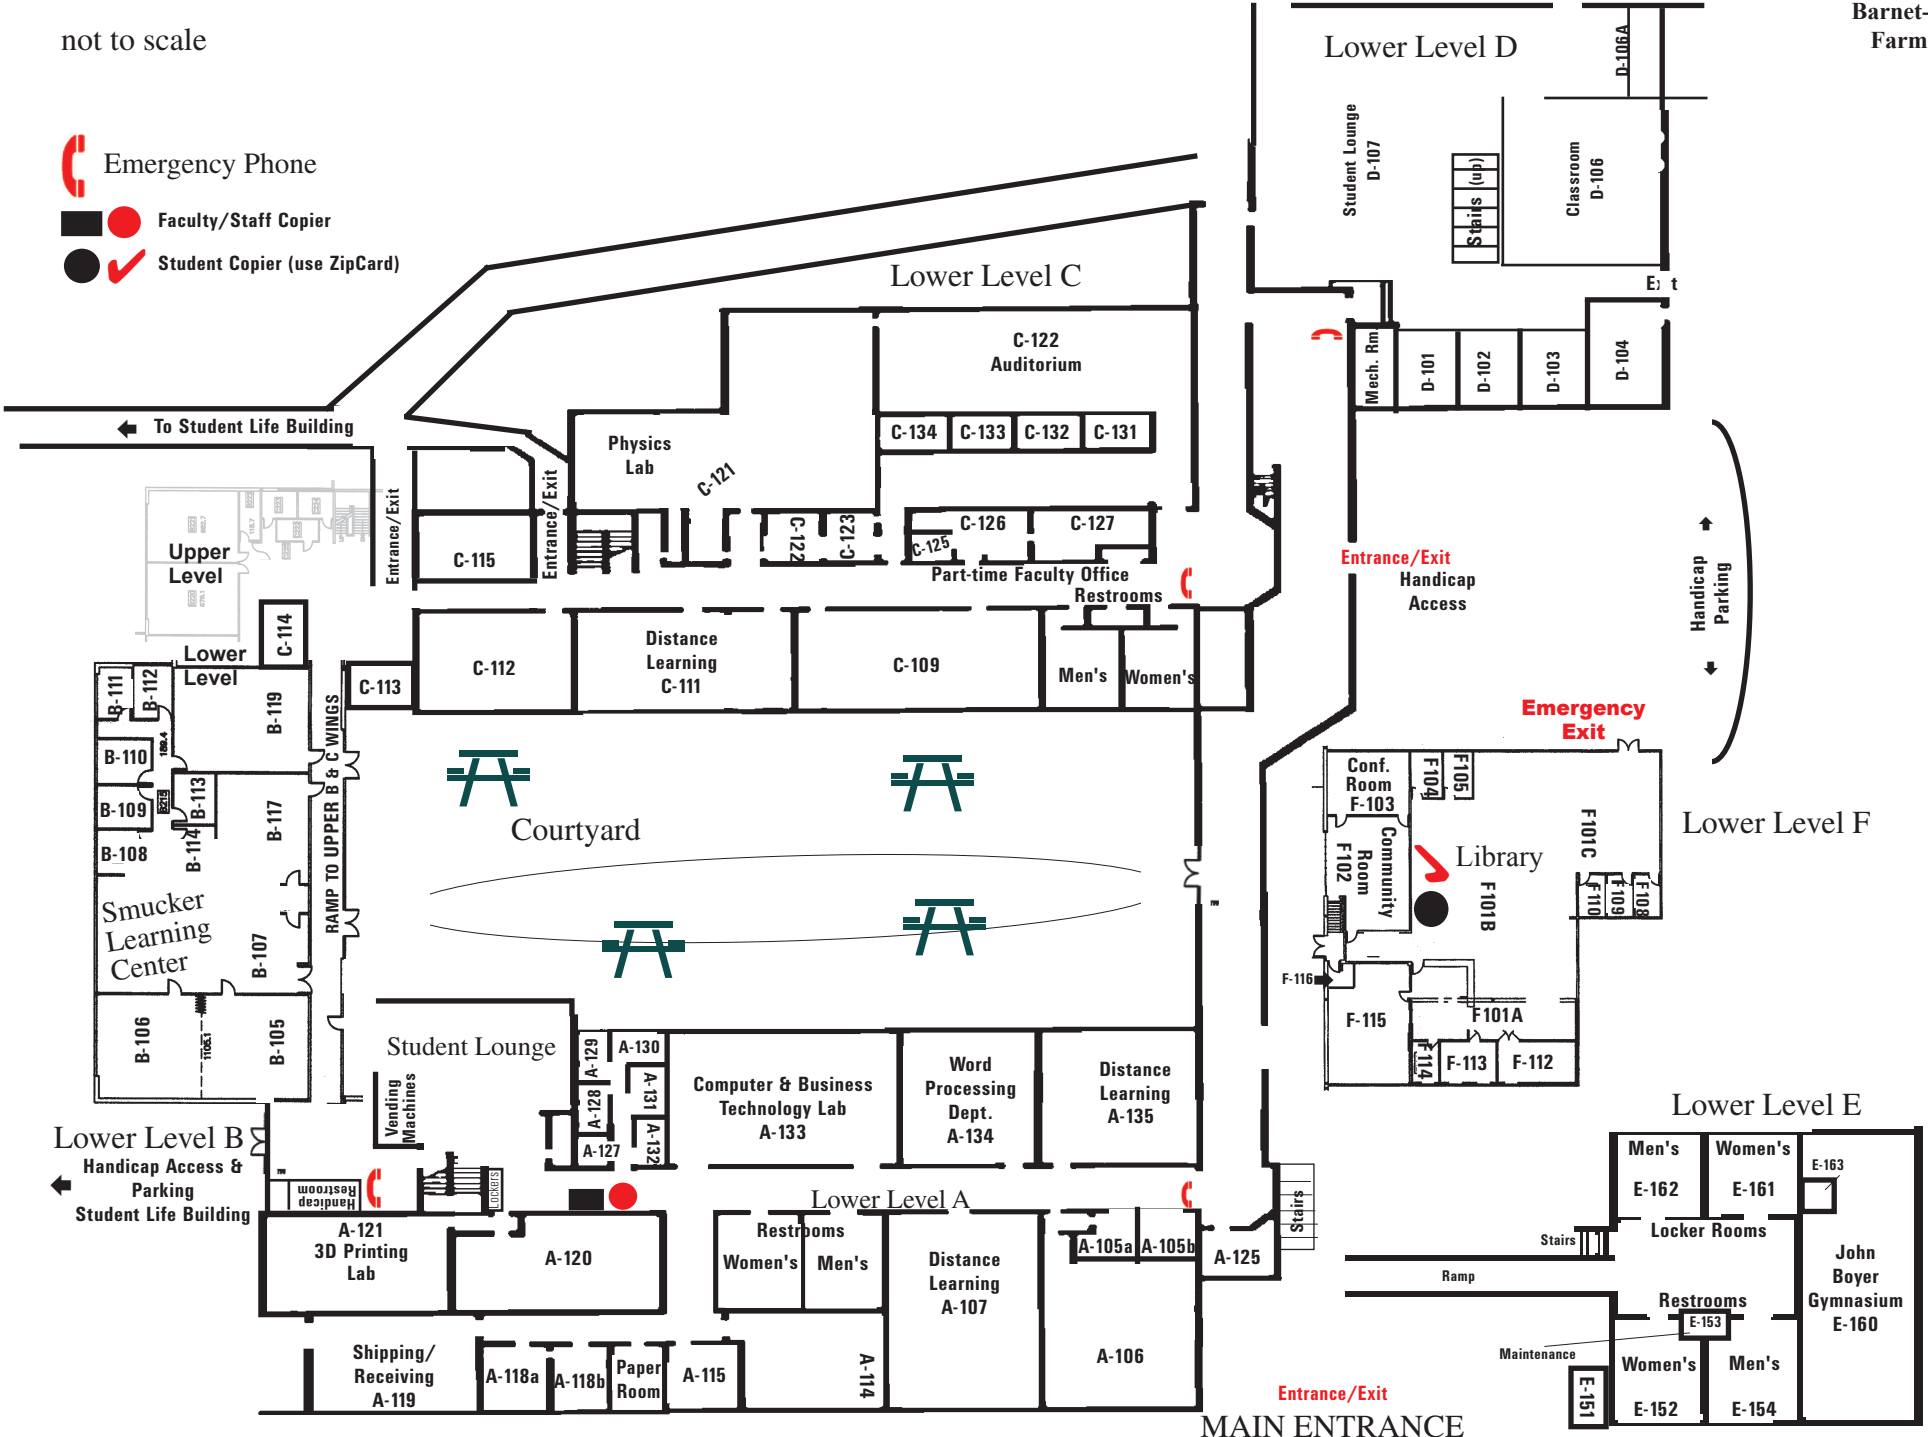 Barnet-
Farm
not to scale
Lower Level D
D-106A
Emergency Phone
Faculty/Staff Copier
Student Copier (use ZipCard)
Student Lounge
D-107
Stairs (up)
Classroom
D-106
Lower Level C
C-122
Auditorium
Mech. Rm.
D-101
D-102
D-103
D-104
To Student Life Building
Physics
Lab
C-121
C-134
C-133
C-132
C-131
Entrance/Exit
Entrance/Exit
C-115
C-122
C-123
C-125
C-126
C-127
Part-time Faculty Office
Restrooms
Entrance/Exit
Handicap
Access
Handicap
Parking
Upper
Level
Lower
Level
C-114
C-113
C-112
Distance
Learning
C-111
C-109
Men's
Women's
B-111
B-112
B-119
189.4
B-110
B-109
B215
B-113
B-117
B-108
B-114
RAMP TO UPPER B & C WINGS
Smucker
Learning
Center
B-107
B-106
1105.1
B-105
Courtyard
Emergency
Exit
Conf.
Room
F-103
F104
F105
Community
Room
F102
Library
F101C
F101B
F110
F109
F108
Lower Level F
F-116
F-115
F101A
F114
F-113
F-112
Student Lounge
Vending
Machines
A-129
A-130
A-128
A-131
A-127
A-132
Computer & Business
Technology Lab
A-133
Word
Processing
Dept.
A-134
Distance
Learning
A-135
Lower Level B
Handicap Access &
Parking
Student Life Building
Handicap
Restroom
Lockers
Lower Level A
A-121
3D Printing
Lab
A-120
Restrooms
Women's
Men's
Distance
Learning
A-107
A-105a
A-105b
A-125
Stairs
A-106
Shipping/
Receiving
A-119
A-118a
A-118b
Paper
Room
A-115
A-114
Entrance/Exit
MAIN ENTRANCE
Lower Level E
Men's
E-162
Women's
E-161
E-163
Locker Rooms
Stairs
Ramp
John
Boyer
Gymnasium
E-160
Restrooms
E-153
Maintenance
Women's
E-152
Men's
E-154
E-151